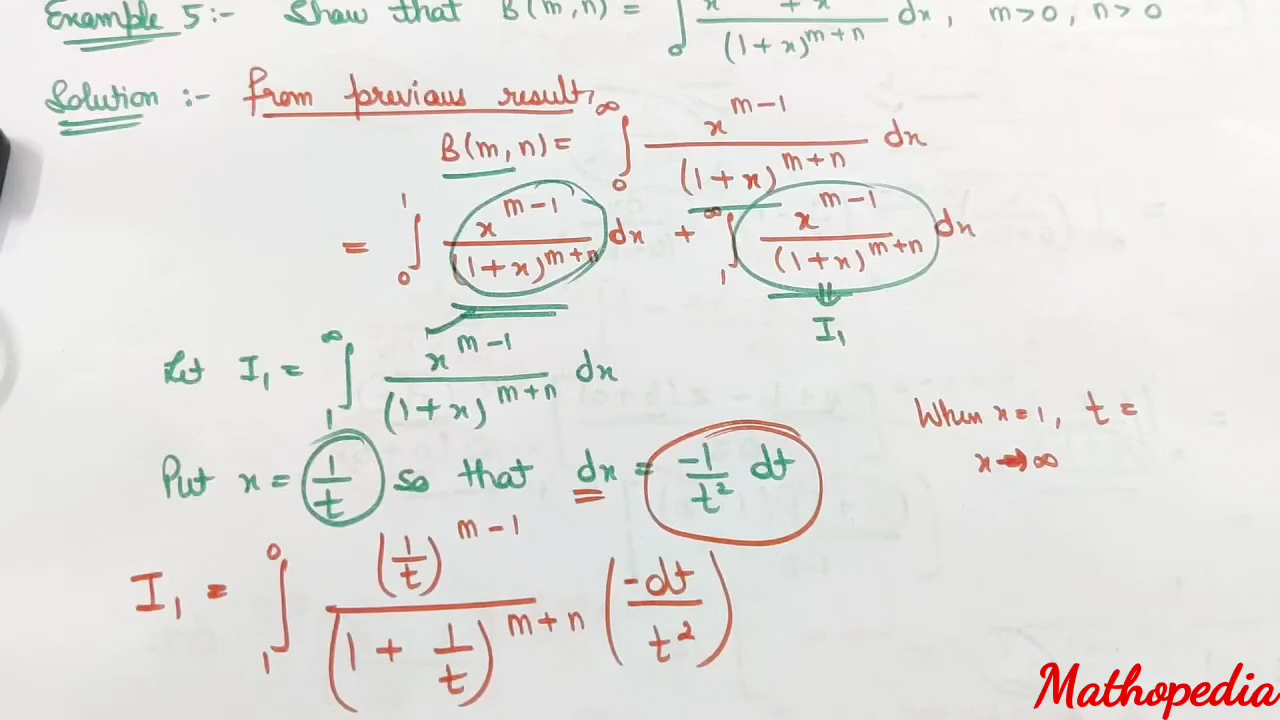 Example 5:- Show that B(m,n) = ∫₀ x + x / (1+x)^(m+n) dx, m>0, n>0
Solution :- From previous result,
B(m,n) = ∫₀^∞ x^(m-1) / (1+x)^(m+n) dx
= ∫₀¹ x^(m-1) / (1+x)^(m+n) dx + ∫₁^∞ x^(m-1) / (1+x)^(m+n) dx
⇓
I₁
Let I₁ = ∫₁^∞ x^(m-1) / (1+x)^(m+n) dx
When x=1, t =
x→∞
Put x = 1/t so that dx = -1/t² dt
I₁ = ∫₁⁰ (1/t)^(m-1) / (1 + 1/t)^(m+n) (-dt/t²)
Mathopedia